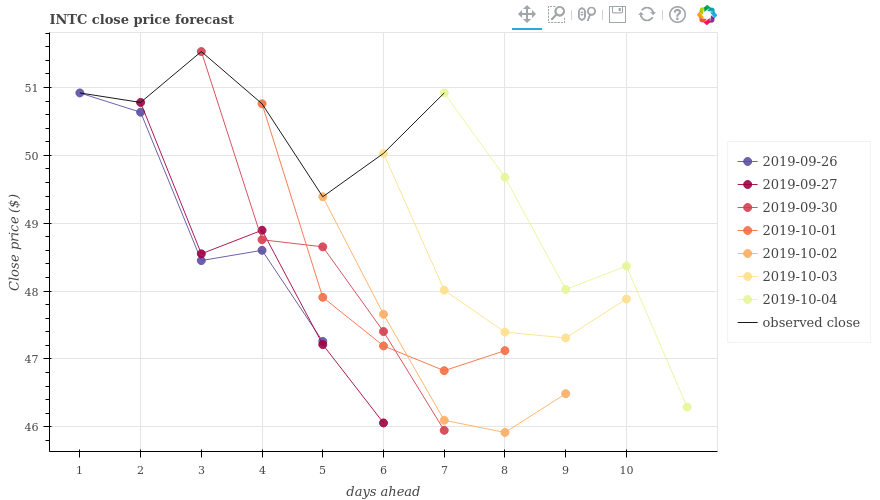 INTC close price forecast
Close price ($)
51
50
49
48
47
46
1 2 3 4 5 6 7 8 9 10
days ahead
2019-09-26
2019-09-27
2019-09-30
2019-10-01
2019-10-02
2019-10-03
2019-10-04
observed close